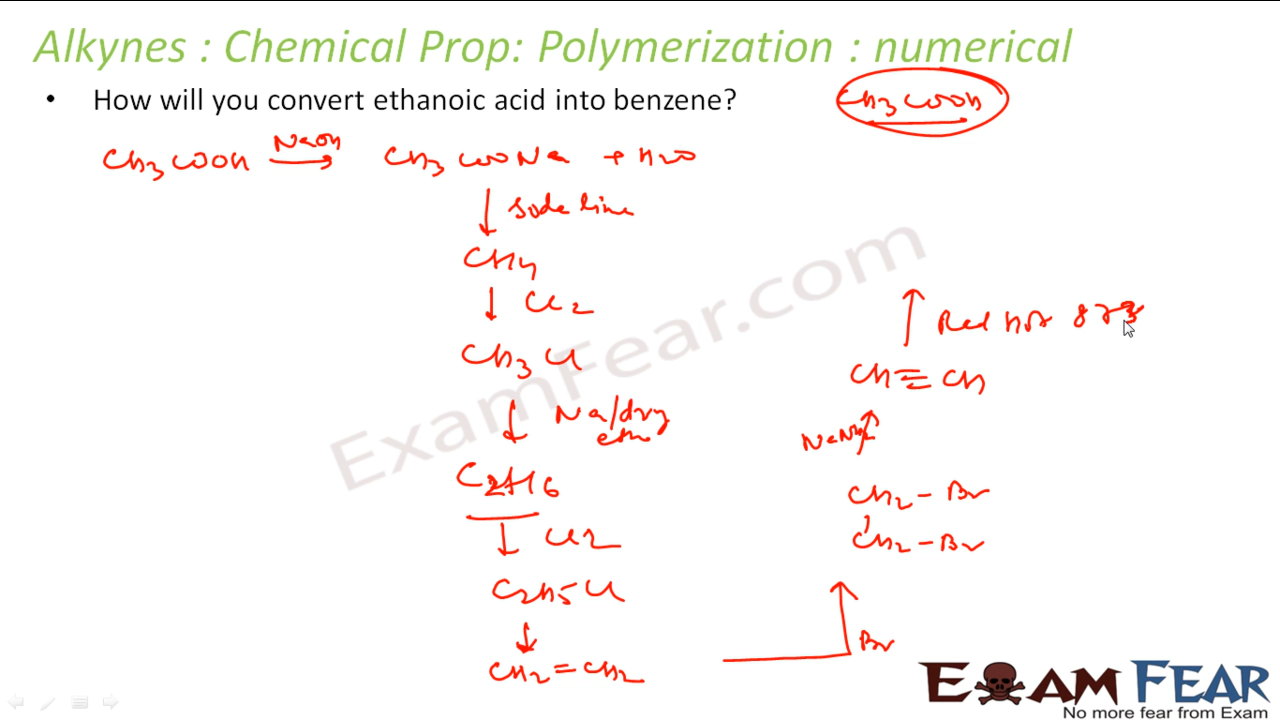 Alkynes : Chemical Prop: Polymerization : numerical
• How will you convert ethanoic acid into benzene?
CH3COOH
CH3COOH NaOH → CH3COONa + H2O
↓ soda lime
CH4
↓ Cl2
CH3Cl
↓ Na/dry
ether
C2H6
↓ Cl2
C2H5Cl
↓
CH2=CH2
Br
CH2-Br
CH2-Br
NaNH2
CH≡CH
Red hot 873
ExamFear.com
EXAM FEAR
No more fear from Exam